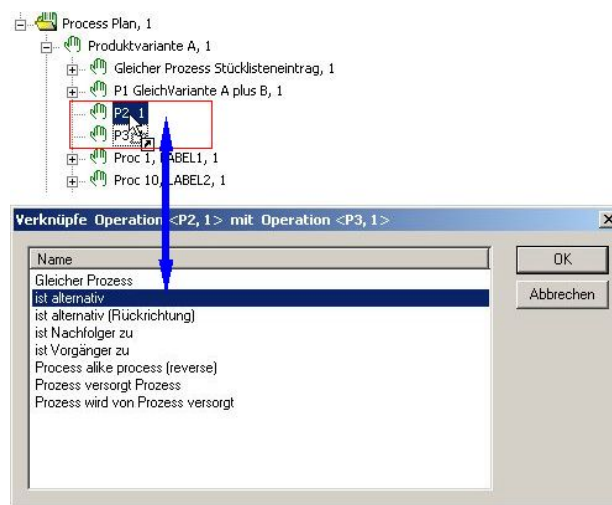 Process Plan, 1
Produktvariante A, 1
Gleicher Prozess Stücklisteneintrag, 1
P1 GleichVariante A plus B, 1
P2, 1
P3
Proc 1, LABEL1, 1
Proc 10, LABEL2, 1
Verknüpfe Operation <P2, 1> mit Operation <P3, 1>
Name
OK
Gleicher Prozess
ist alternativ
Abbrechen
ist alternativ (Rückrichtung)
ist Nachfolger zu
ist Vorgänger zu
Process alike process (reverse)
Prozess versorgt Prozess
Prozess wird von Prozess versorgt